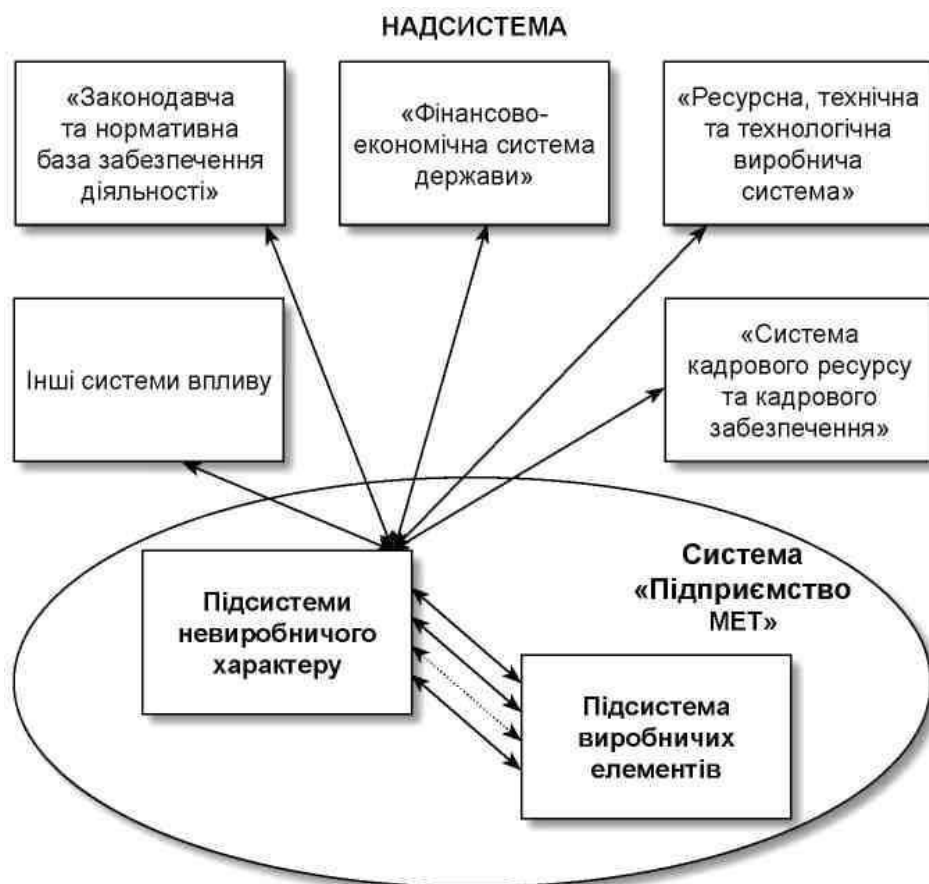 НАДСИСТЕМА
«Законодавча
та нормативна
база забезпечення
діяльності»
«Фінансово-
економічна система
держави»
«Ресурсна, технічна
та технологічна
виробнича
система»
Інші системи впливу
«Система
кадрового ресурсу
та кадрового
забезпечення»
Система
«Підприємство
МЕТ»
Підсистеми
невиробничого
характеру
Підсистема
виробничих
елементів